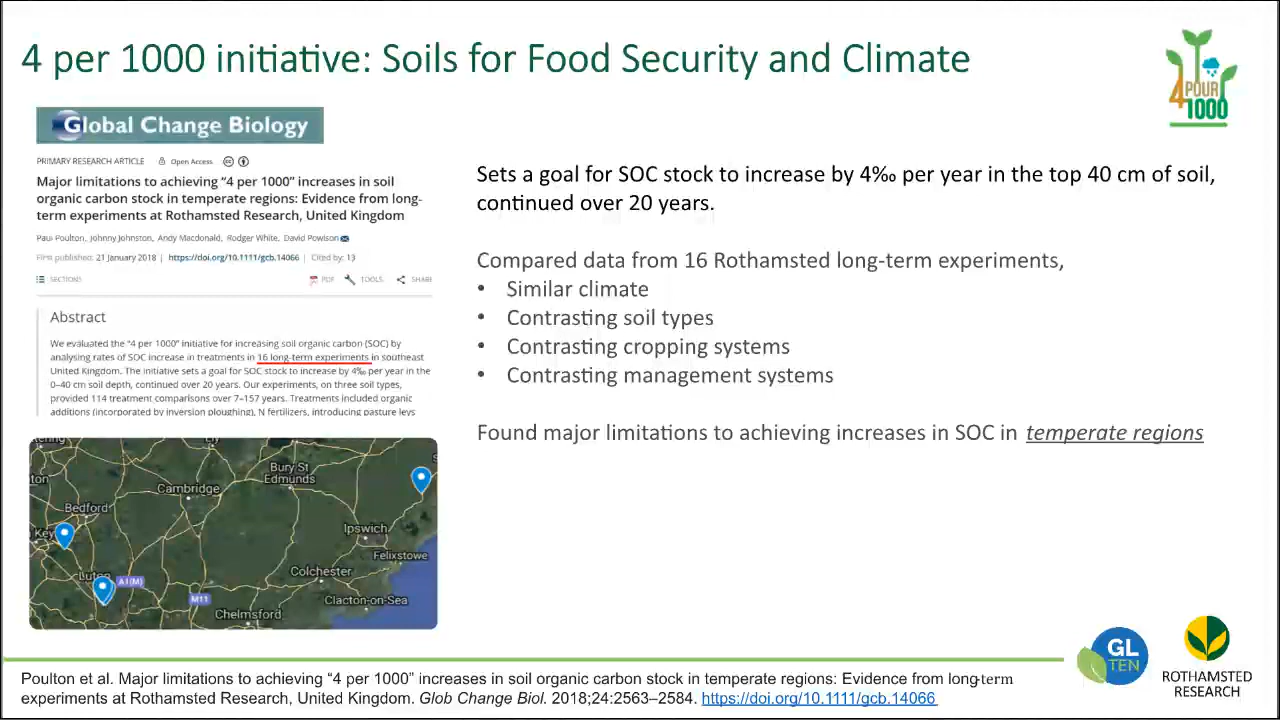 4 per 1000 initiative: Soils for Food Security and Climate
4 POUR
1000
Global Change Biology
PRIMARY RESEARCH ARTICLE Open Access
Major limitations to achieving “4 per 1000” increases in soil
organic carbon stock in temperate regions: Evidence from long-
term experiments at Rothamsted Research, United Kingdom
Paul Poulton, Johnny Johnston, Andy Macdonald, Rodger White, David Powlson
First published: 21 January 2018 | https://doi.org/10.1111/gcb.14066 | Cited by: 13
SECTIONS PDF TOOLS SHARE
Abstract
We evaluated the “4 per 1000” initiative for increasing soil organic carbon (SOC) by
analysing rates of SOC increase in treatments in 16 long-term experiments in southeast
United Kingdom. The initiative sets a goal for SOC stock to increase by 4‰ per year in the
0–40 cm soil depth, continued over 20 years. Our experiments, on three soil types,
provided 114 treatment comparisons over 7–157 years. Treatments included organic
additions (incorporated by inversion ploughing), N fertilizers, introducing pasture leys
Sets a goal for SOC stock to increase by 4‰ per year in the top 40 cm of soil,
continued over 20 years.
Compared data from 16 Rothamsted long-term experiments,
• Similar climate
• Contrasting soil types
• Contrasting cropping systems
• Contrasting management systems
Found major limitations to achieving increases in SOC in temperate regions
Bury St
Edmunds
Cambridge
Bedford
Key
Ipswich
Felixstowe
Luton
A1(M)
Colchester
M11
Clacton-on-Sea
Chelmsford
GL
TEN
ROTHAMSTED
RESEARCH
Poulton et al. Major limitations to achieving “4 per 1000” increases in soil organic carbon stock in temperate regions: Evidence from long-term
experiments at Rothamsted Research, United Kingdom. Glob Change Biol. 2018;24:2563–2584. https://doi.org/10.1111/gcb.14066